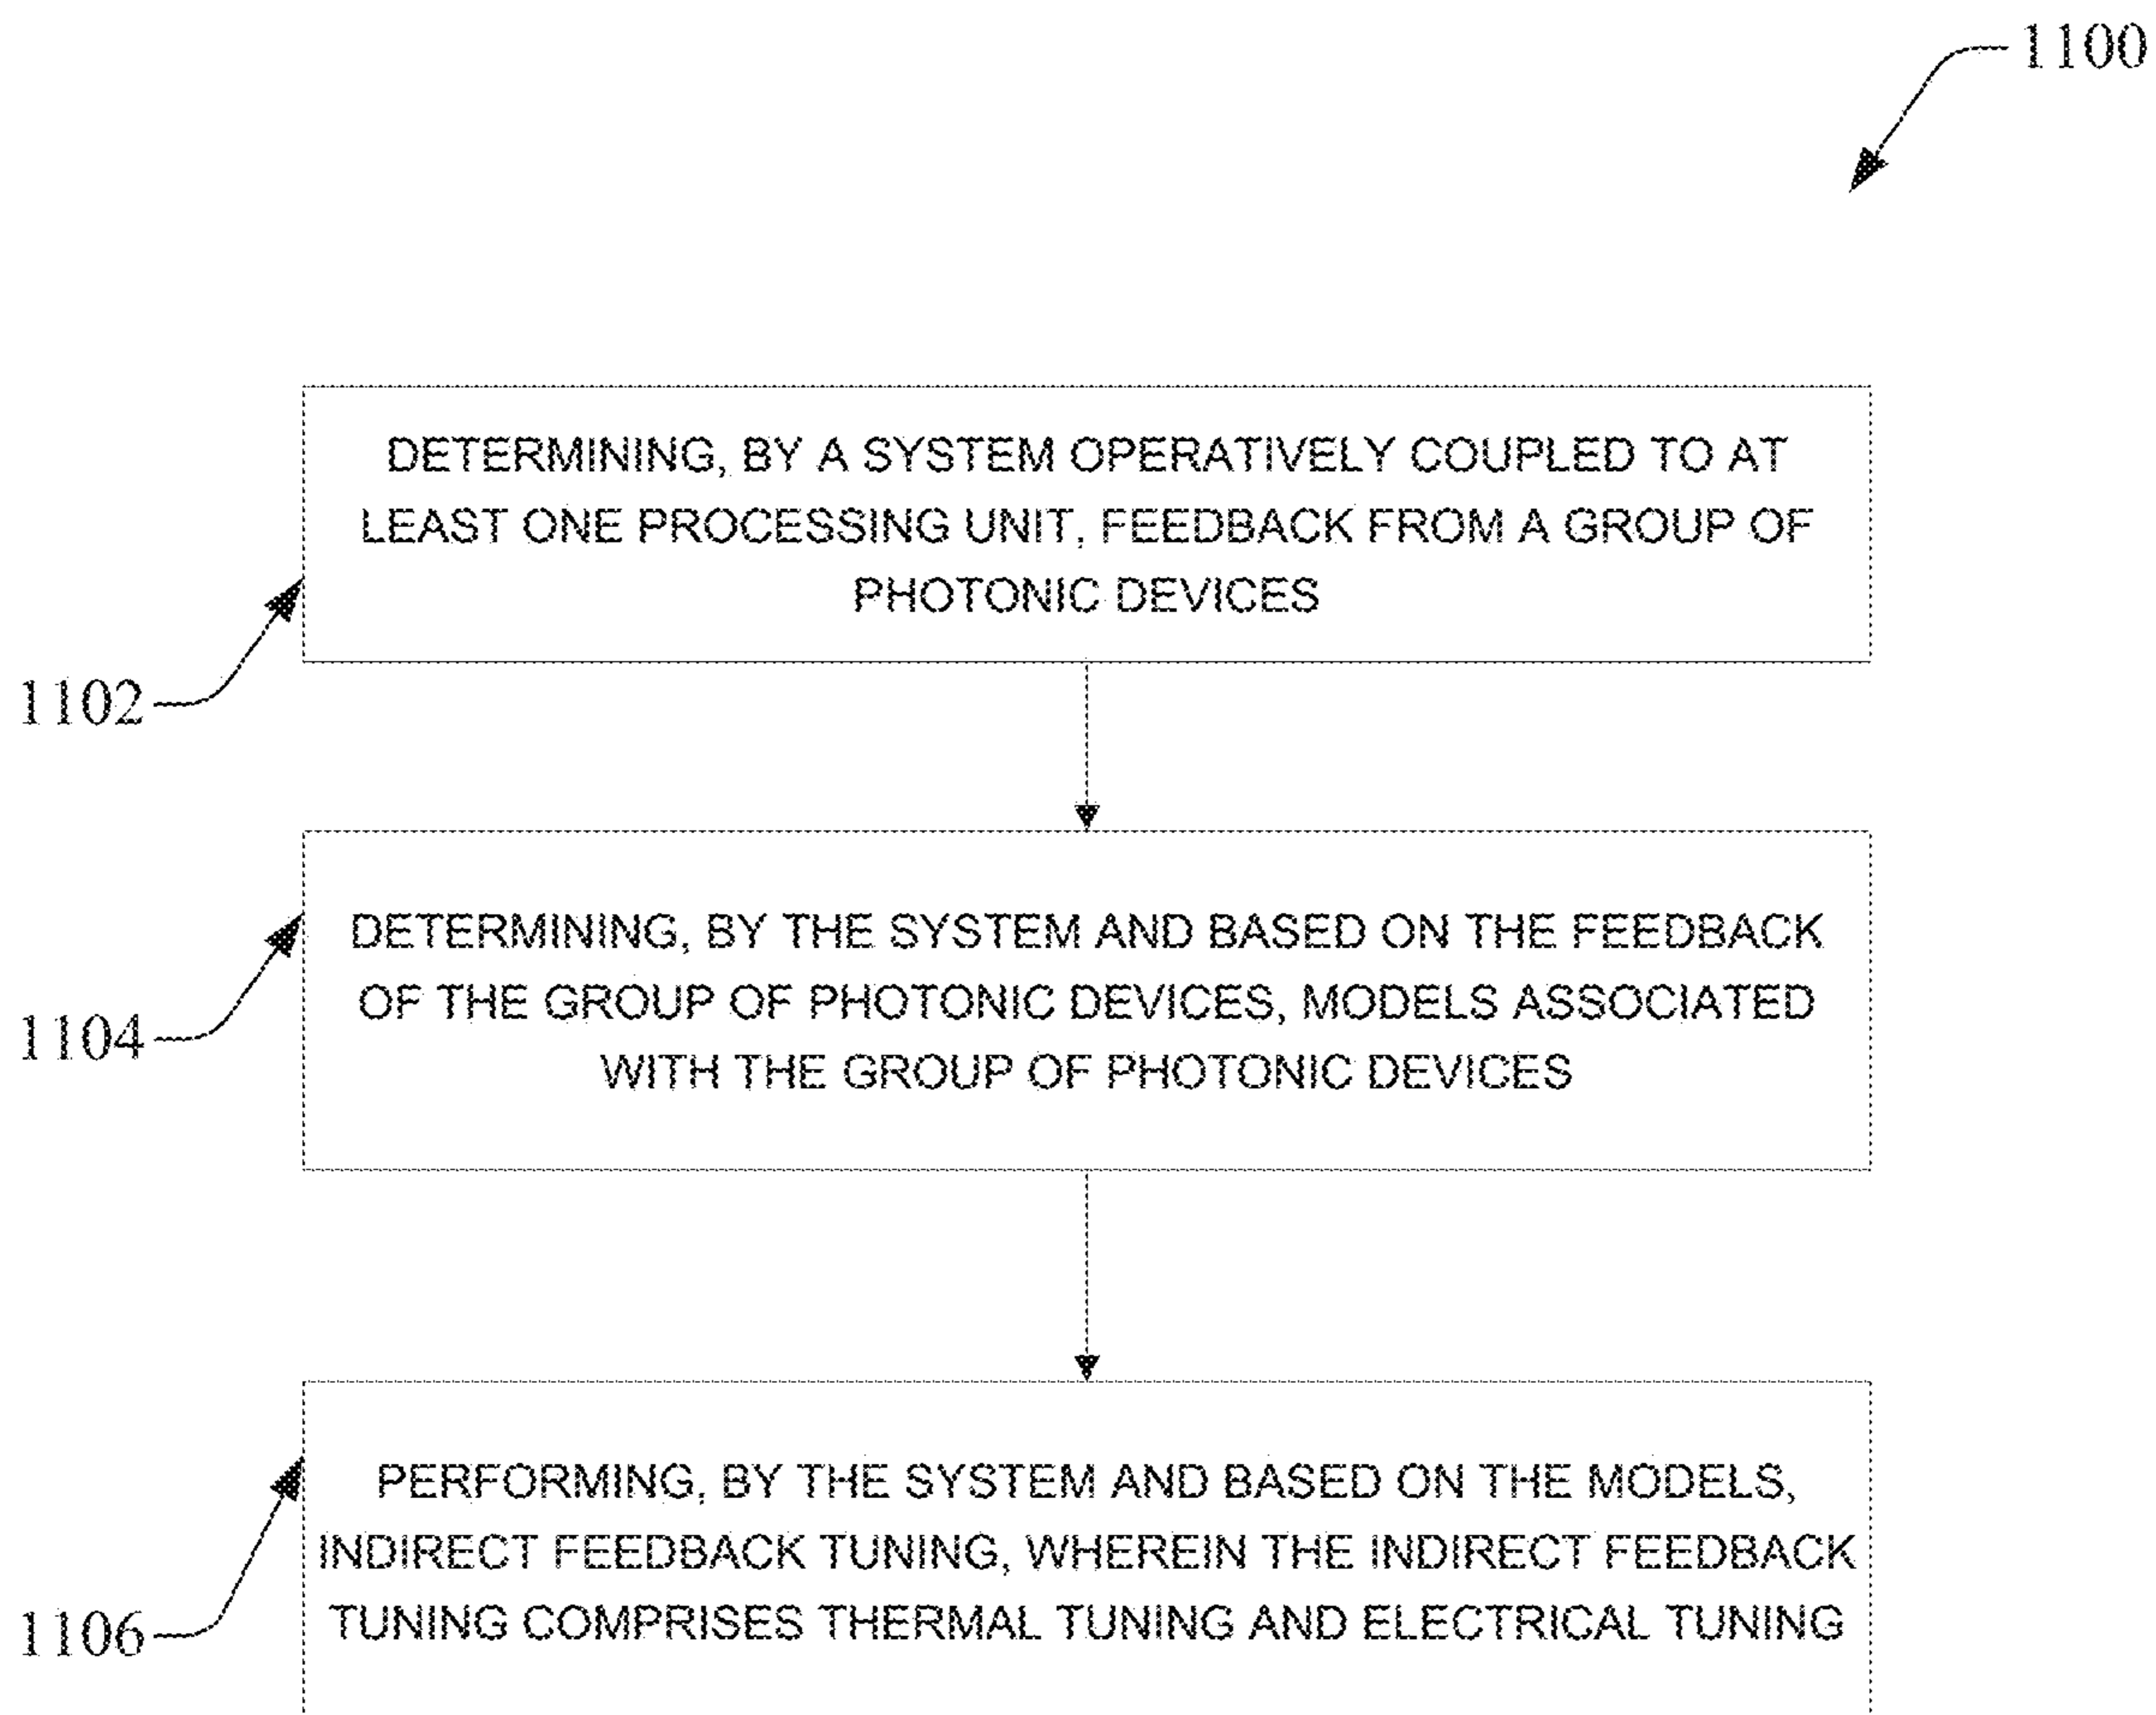 1100
DETERMINING, BY A SYSTEM OPERATIVELY COUPLED TO AT
LEAST ONE PROCESSING UNIT, FEEDBACK FROM A GROUP OF
PHOTONIC DEVICES
1102
DETERMINING, BY THE SYSTEM AND BASED ON THE FEEDBACK
OF THE GROUP OF PHOTONIC DEVICES, MODELS ASSOCIATED
WITH THE GROUP OF PHOTONIC DEVICES
1104
PERFORMING, BY THE SYSTEM AND BASED ON THE MODELS,
INDIRECT FEEDBACK TUNING, WHEREIN THE INDIRECT FEEDBACK
TUNING COMPRISES THERMAL TUNING AND ELECTRICAL TUNING
1106